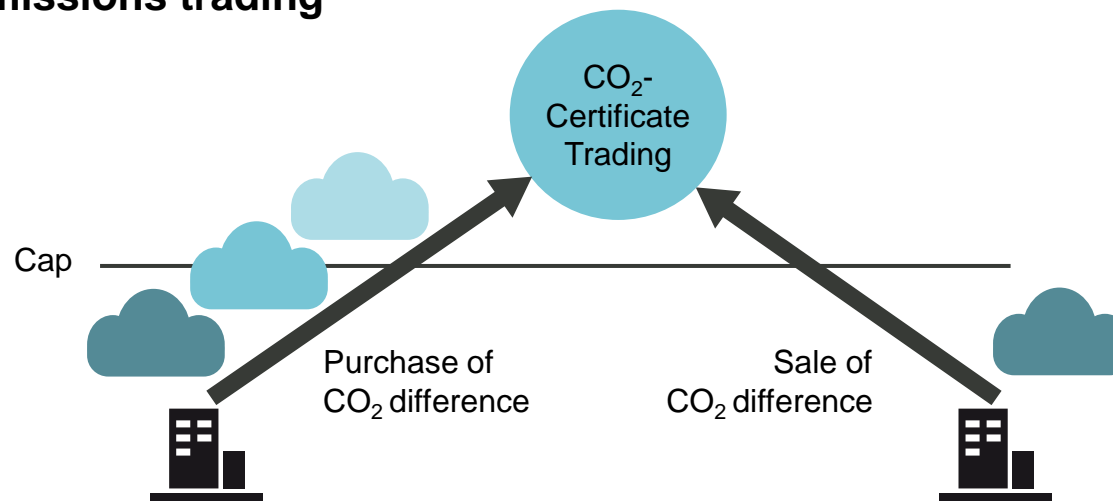 missions trading
CO₂-
Certificate
Trading
Cap
Purchase of
CO₂ difference
Sale of
CO₂ difference